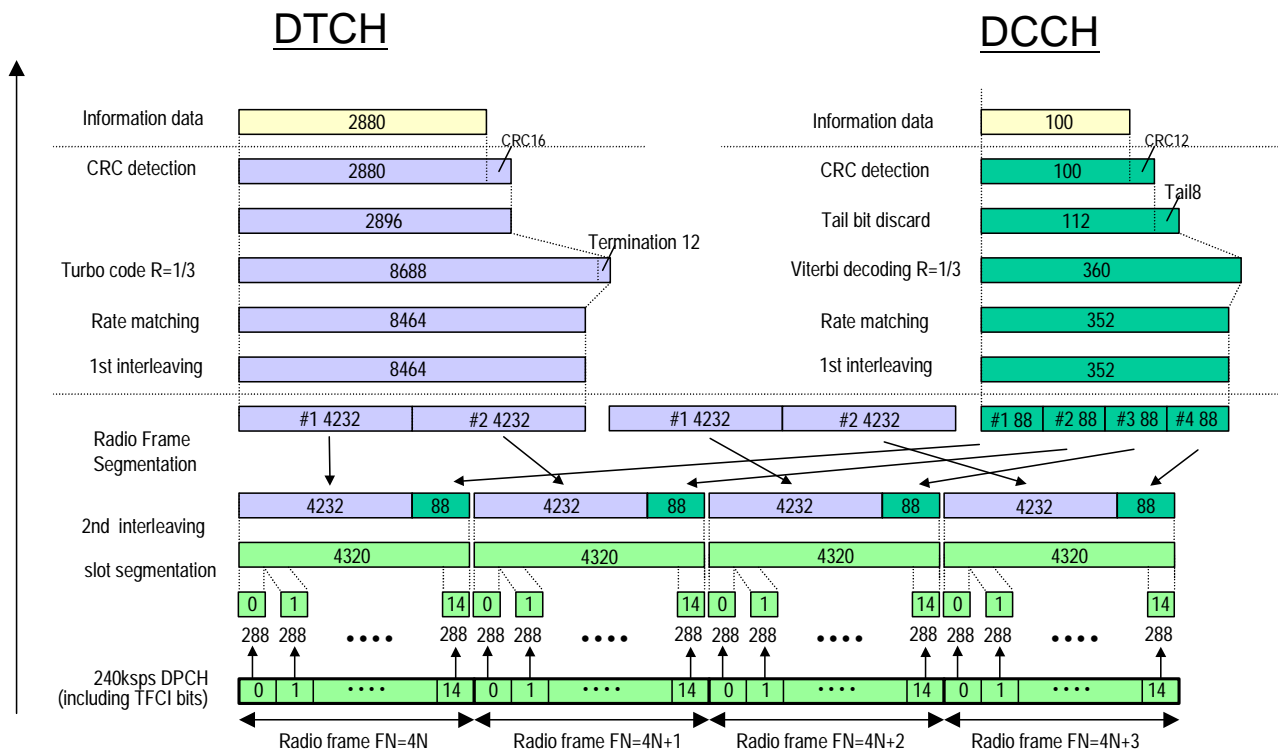 DTCH DCCH
Information data 2880 Information data 100
CRC16 CRC12
CRC detection 2880 CRC detection 100
Tail8
2896 Tail bit discard 112
Termination 12
Turbo code R=1/3 8688 Viterbi decoding R=1/3 360
Rate matching 8464 Rate matching 352
1st interleaving 8464 1st interleaving 352
#1 4232 #2 4232 #1 4232 #2 4232 #1 88 #2 88 #3 88 #4 88
Radio Frame
Segmentation
4232 88 4232 88 4232 88 4232 88
2nd interleaving
4320 4320 4320 4320
slot segmentation
0 1 14 0 1 14 0 1 14 0 1 14
288 288 •••• 288 288 288 •••• 288 288 288 •••• 288 288 288 •••• 288
240ksps DPCH
(including TFCI bits)
0 1 •••• 14 0 1 •••• 14 0 1 •••• 14 0 1 •••• 14
Radio frame FN=4N Radio frame FN=4N+1 Radio frame FN=4N+2 Radio frame FN=4N+3